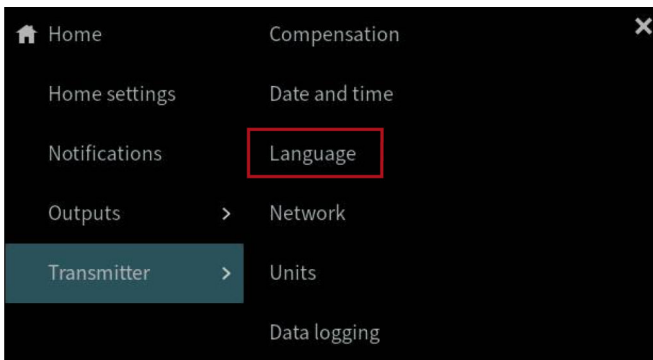 Home
Home settings
Notifications
Outputs
Transmitter
Compensation
Date and time
Language
Network
Units
Data logging